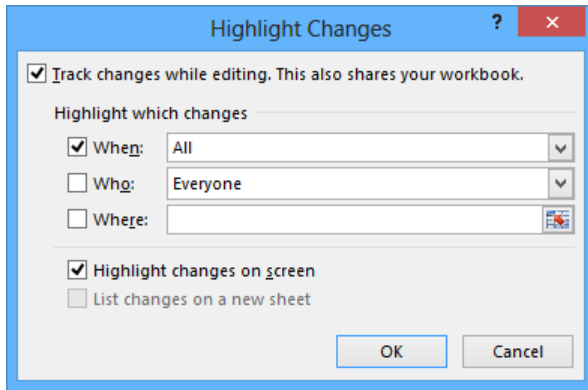 Highlight Changes
?
Track changes while editing. This also shares your workbook.
Highlight which changes
When: All
Who: Everyone
Where:
Highlight changes on screen
List changes on a new sheet
OK Cancel